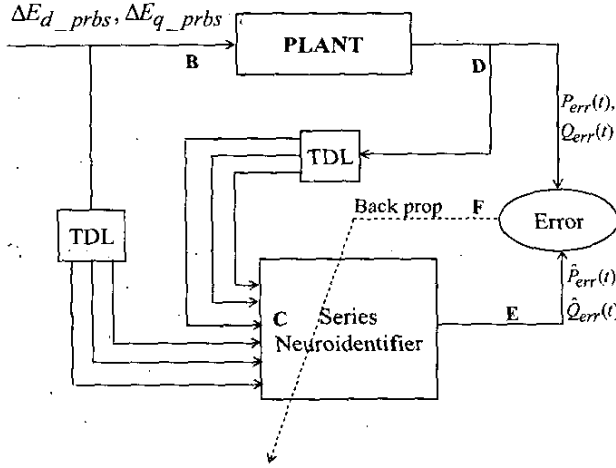 ΔE_d_prbs, ΔE_q_prbs
B
PLANT
D
P_err(t),
Q_err(t)
TDL
Back prop
F
Error
TDL
P̂_err(t)
Q̂_err(t)
C
Series
Neuroidentifier
E